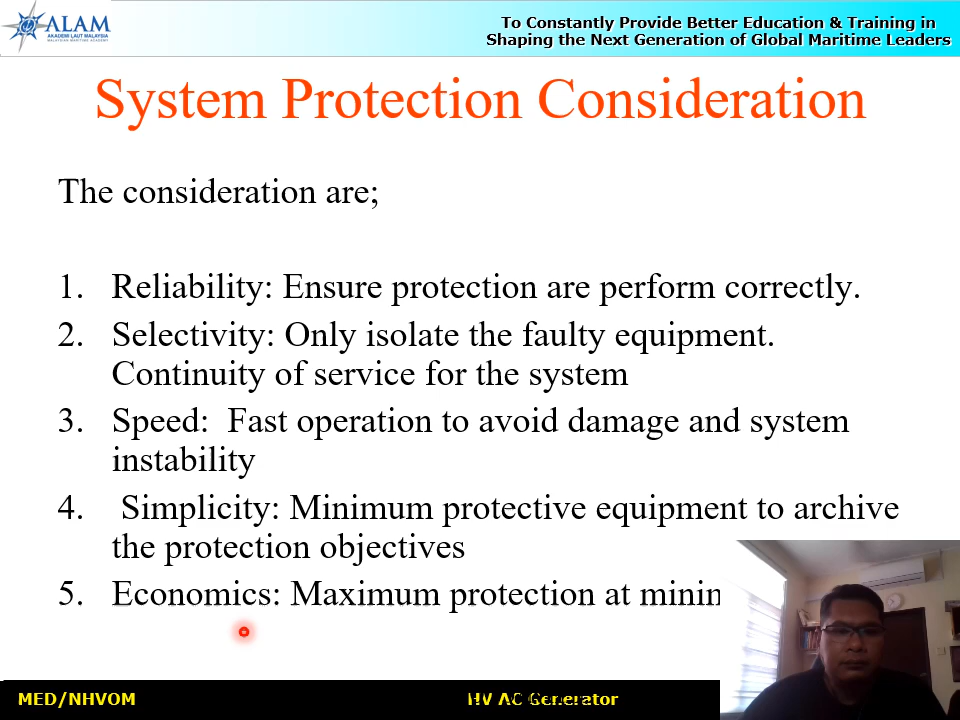 ALAM
AKADEMI LAUT MALAYSIA
MALAYSIAN MARITIME ACADEMY
To Constantly Provide Better Education & Training in
Shaping the Next Generation of Global Maritime Leaders
System Protection Consideration
The consideration are;
1. Reliability: Ensure protection are perform correctly.
2. Selectivity: Only isolate the faulty equipment.
Continuity of service for the system
3. Speed: Fast operation to avoid damage and system
instability
4. Simplicity: Minimum protective equipment to archive
the protection objectives
5. Economics: Maximum protection at
MED/NHVOM
HV AC Generator